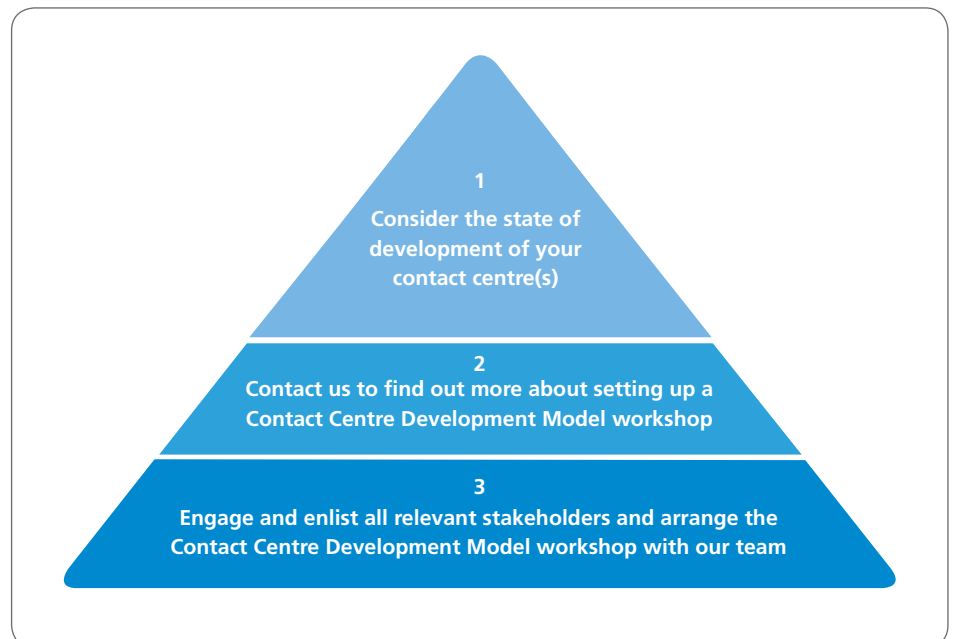 1
Consider the state of
development of your
contact centre(s)
2
Contact us to find out more about setting up a
Contact Centre Development Model workshop
3
Engage and enlist all relevant stakeholders and arrange the
Contact Centre Development Model workshop with our team